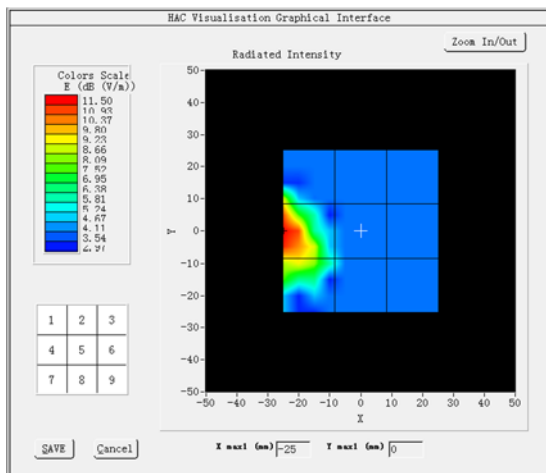 HAC Visualisation Graphical Interface
Zoom In/Out
Radiated Intensity
Colors Scale
E (dB (V/m))
11.50
10.93
10.37
9.80
9.23
8.66
8.09
7.52
6.95
6.38
5.81
5.24
4.67
4.11
3.54
2.97
50
40
30
20
10
0
-10
-20
-30
-40
-50
Y
-50 -40 -30 -20 -10 0 10 20 30 40 50
X
1 2 3
4 5 6
7 8 9
SAVE Cancel
X max1 (mm) -25 Y max1 (mm) 0